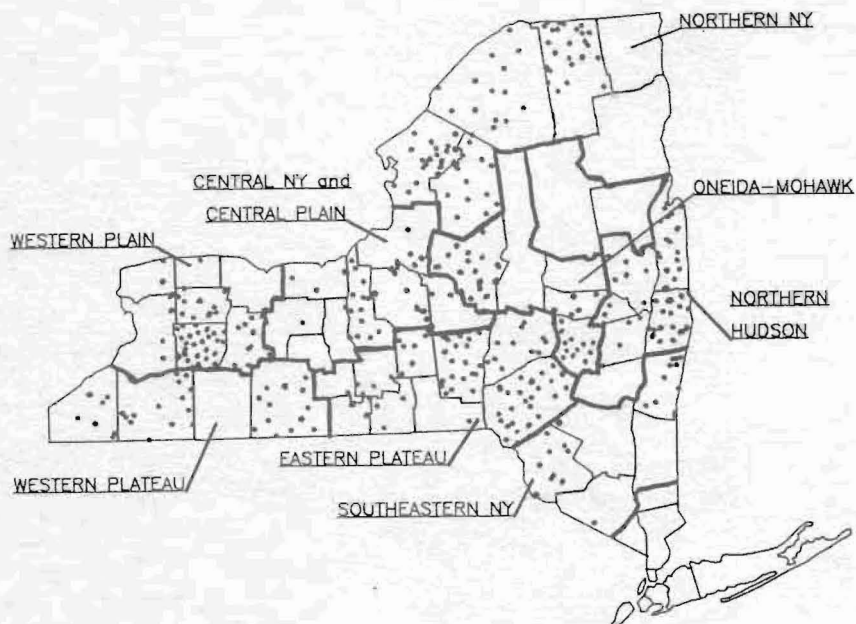 NORTHERN NY
CENTRAL NY and
CENTRAL PLAIN
ONEIDA-MOHAWK
WESTERN PLAIN
NORTHERN
HUDSON
EASTERN PLATEAU
WESTERN PLATEAU
SOUTHEASTERN NY